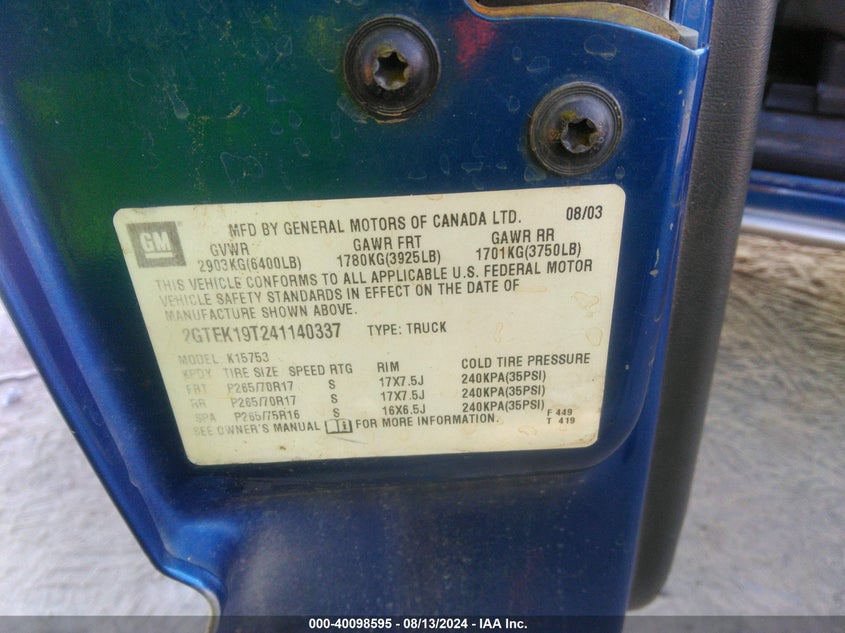 GM
MFD BY GENERAL MOTORS OF CANADA LTD. 08/03
GVWR GAWR FRT GAWR RR
2903KG(6400LB) 1780KG(3925LB) 1701KG(3750LB)
THIS VEHICLE CONFORMS TO ALL APPLICABLE U.S. FEDERAL MOTOR
VEHICLE SAFETY STANDARDS IN EFFECT ON THE DATE OF
MANUFACTURE SHOWN ABOVE.
2GTEK19T241140337 TYPE: TRUCK
MODEL K15753
TIRE SIZE SPEED RTG RIM COLD TIRE PRESSURE
FRT P265/70R17 S 17X7.5J 240KPA(35PSI)
RR P265/70R17 S 17X7.5J 240KPA(35PSI)
SPA P265/75R16 S 16X6.5J 240KPA(35PSI)
SEE OWNER'S MANUAL FOR MORE INFORMATION.
F 449
T 419
000-40098595 - 08/13/2024 - IAA Inc.